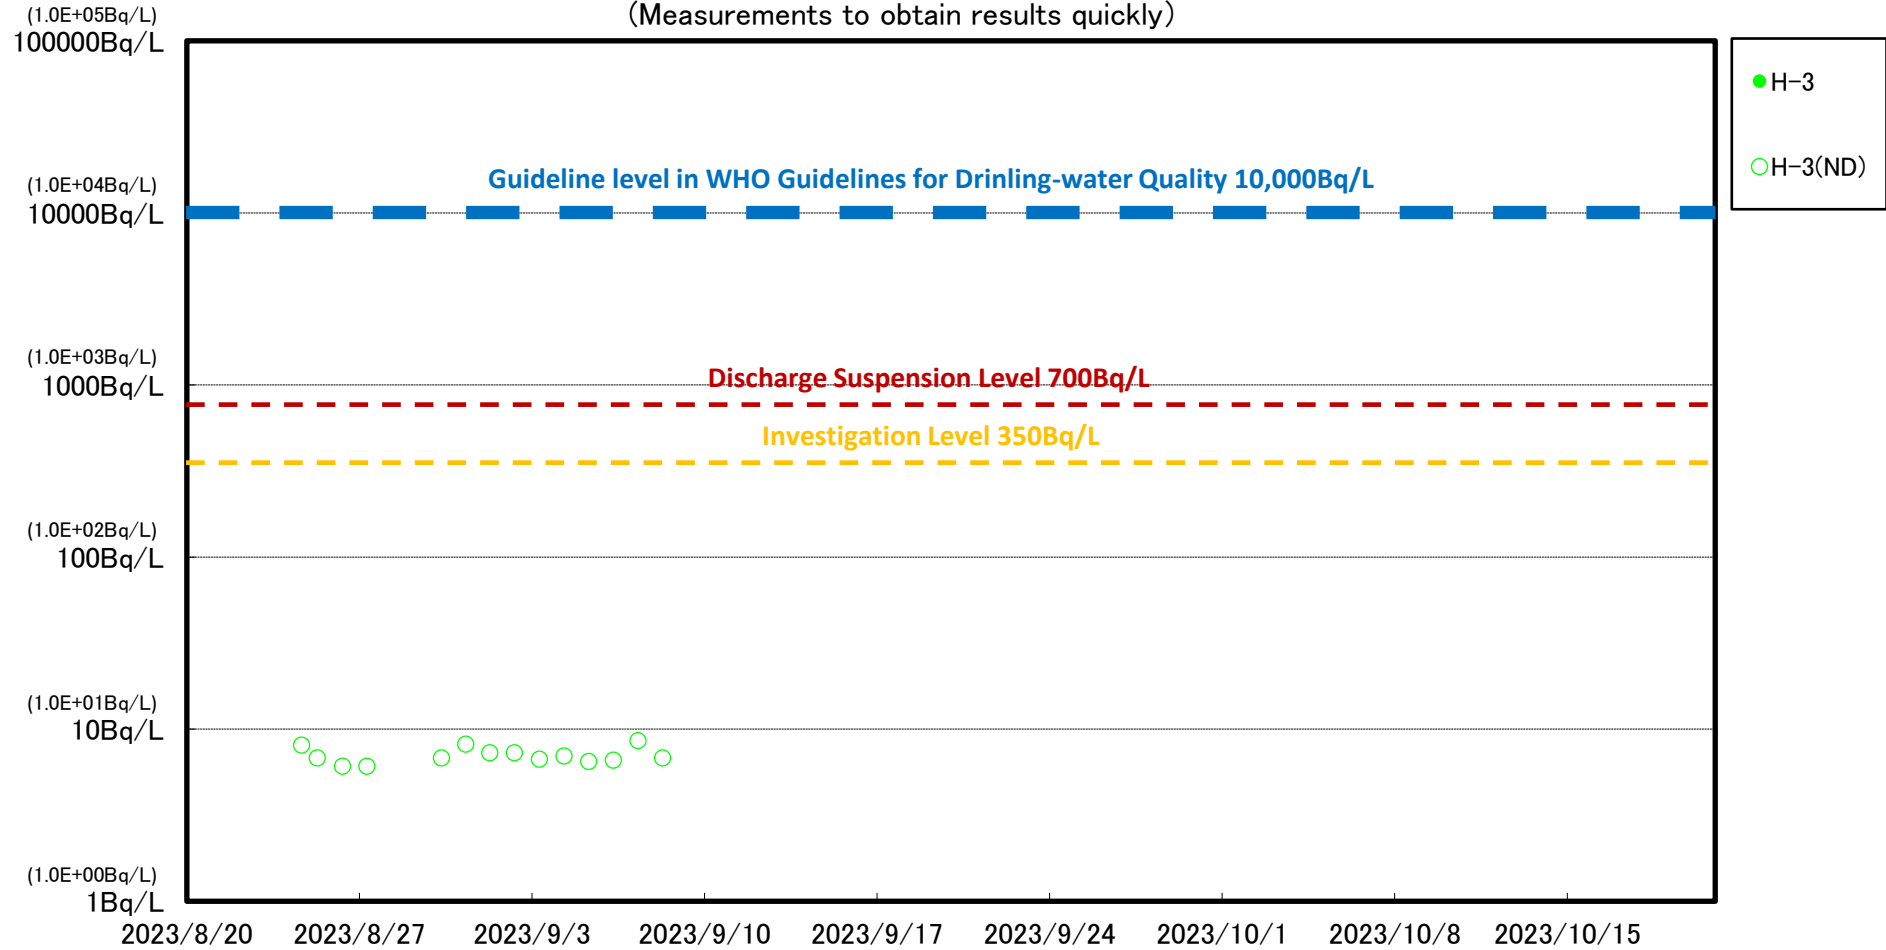 (Measurements to obtain results quickly)
(1.0E+05Bq/L)
100000Bq/L
H-3
H-3(ND)
Guideline level in WHO Guidelines for Drinling-water Quality 10,000Bq/L
(1.0E+04Bq/L)
10000Bq/L
(1.0E+03Bq/L)
1000Bq/L
Discharge Suspension Level 700Bq/L
Investigation Level 350Bq/L
(1.0E+02Bq/L)
100Bq/L
(1.0E+01Bq/L)
10Bq/L
(1.0E+00Bq/L)
1Bq/L
2023/8/20 2023/8/27 2023/9/3 2023/9/10 2023/9/17 2023/9/24 2023/10/1 2023/10/8 2023/10/15